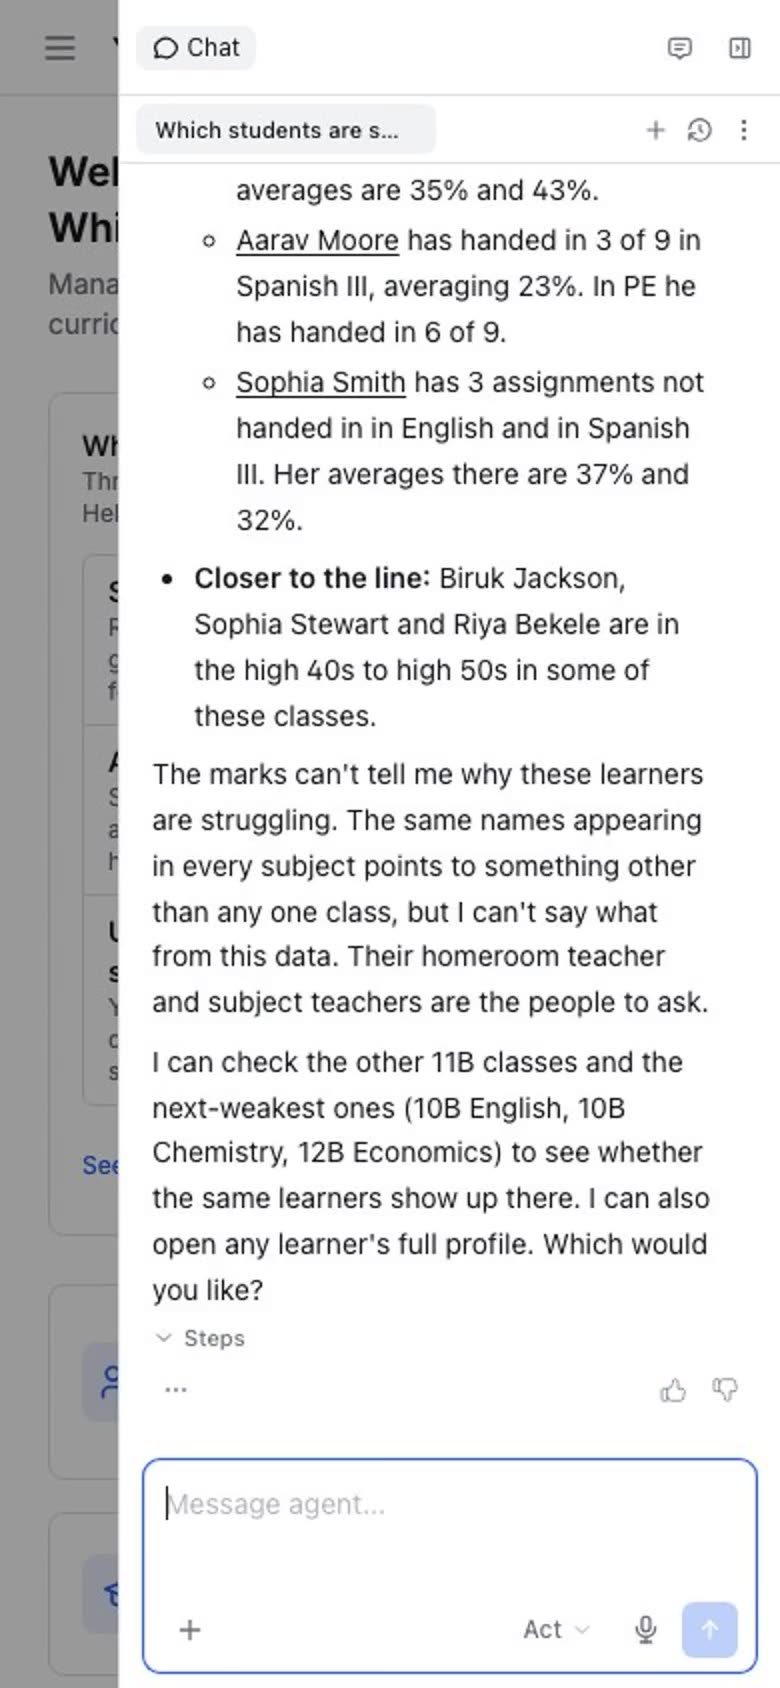 Chat
Which students are s...
averages are 35% and 43%.
Aarav Moore has handed in 3 of 9 in
Spanish III, averaging 23%. In PE he
has handed in 6 of 9.
Sophia Smith has 3 assignments not
handed in in English and in Spanish
III. Her averages there are 37% and
32%.
Closer to the line: Biruk Jackson,
Sophia Stewart and Riya Bekele are in
the high 40s to high 50s in some of
these classes.
The marks can't tell me why these learners
are struggling. The same names appearing
in every subject points to something other
than any one class, but I can't say what
from this data. Their homeroom teacher
and subject teachers are the people to ask.
I can check the other 11B classes and the
next-weakest ones (10B English, 10B
Chemistry, 12B Economics) to see whether
the same learners show up there. I can also
open any learner's full profile. Which would
you like?
Steps
Message agent...
Act
See